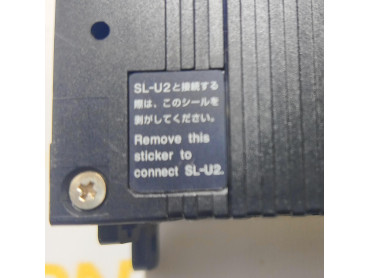 SL-U2と接続する
際は、このシールを
剥がしてください。
Remove this
sticker to
connect SL-U2.